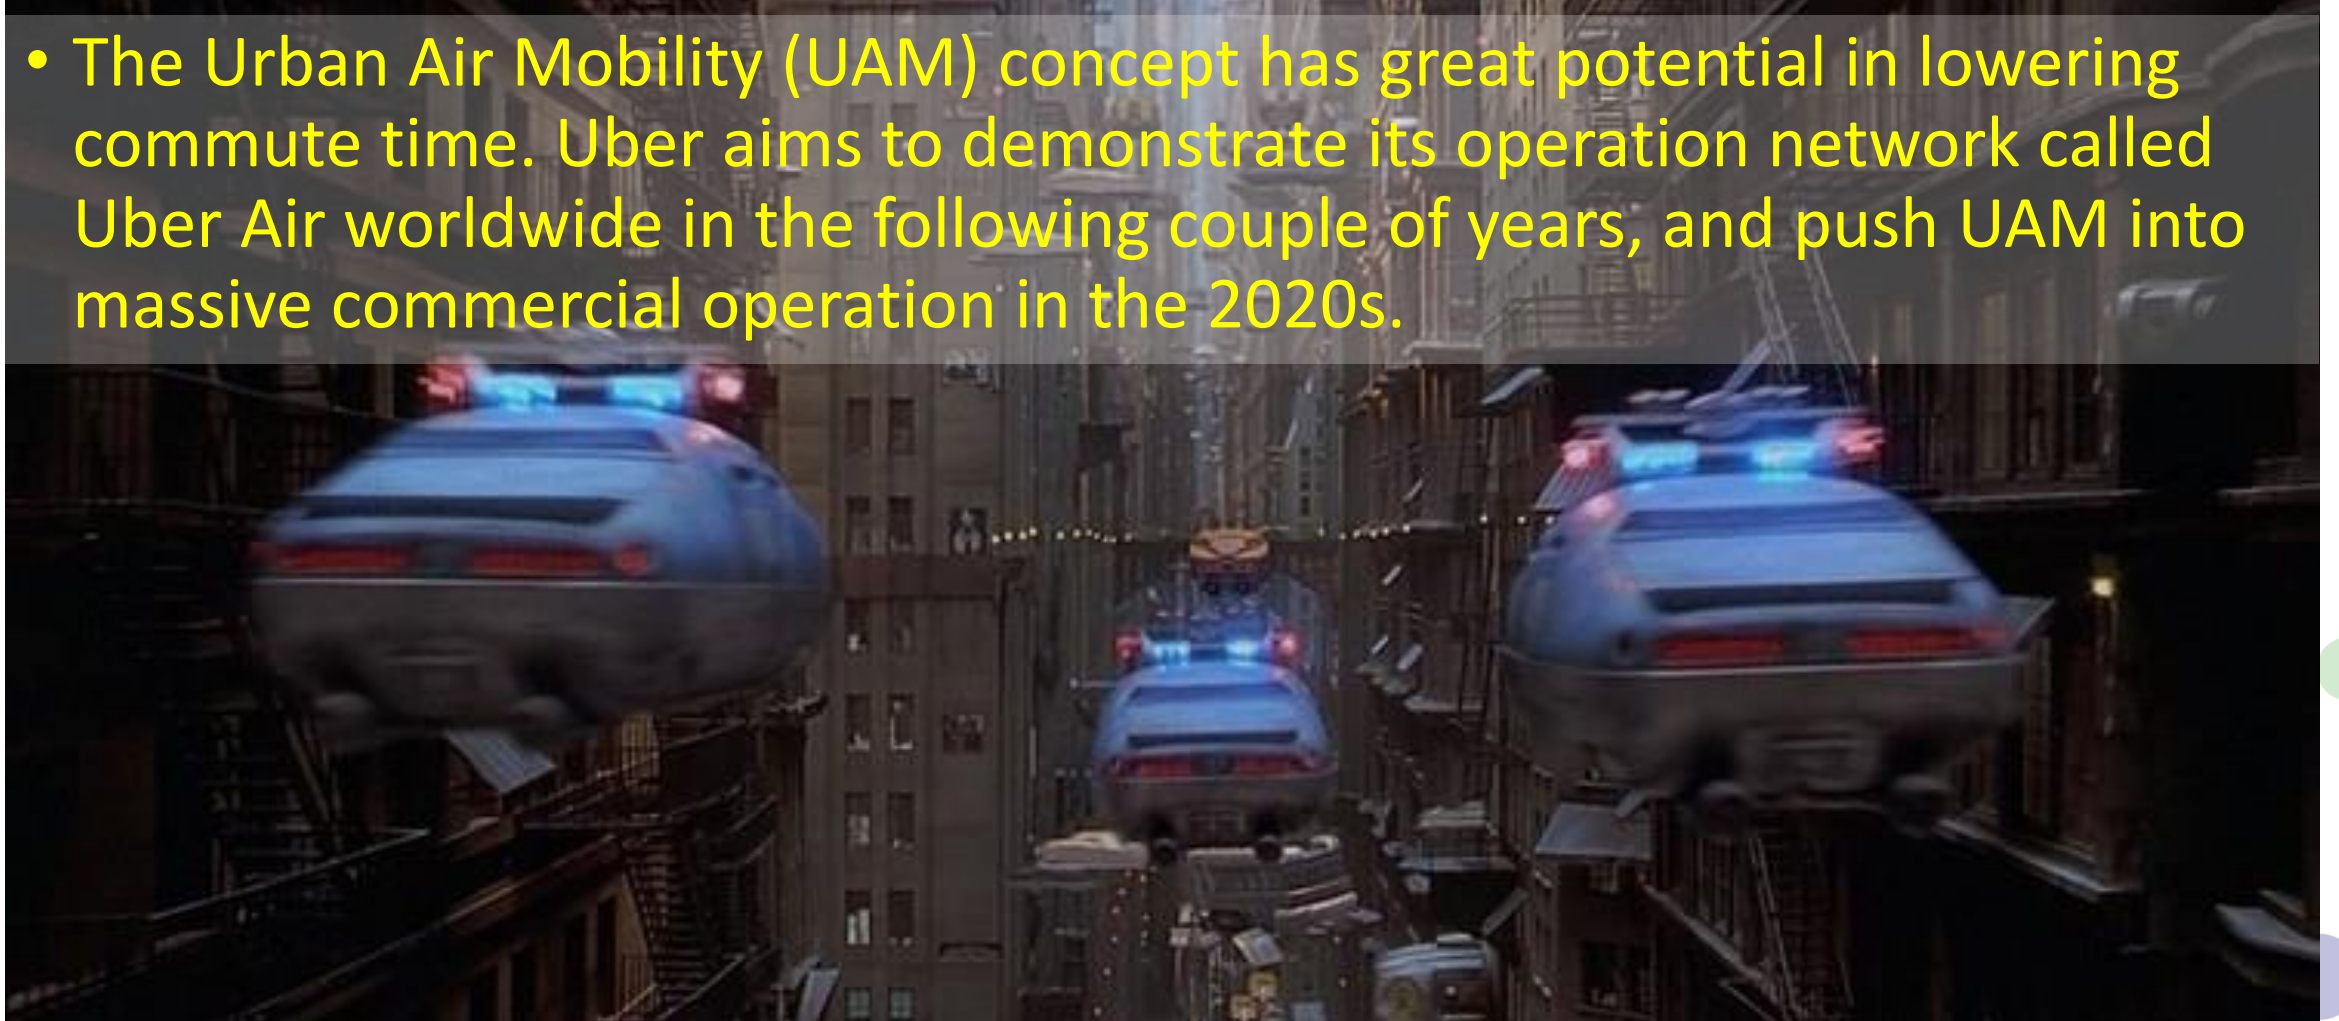 • The Urban Air Mobility (UAM) concept has great potential in lowering
commute time. Uber aims to demonstrate its operation network called
Uber Air worldwide in the following couple of years, and push UAM into
massive commercial operation in the 2020s.